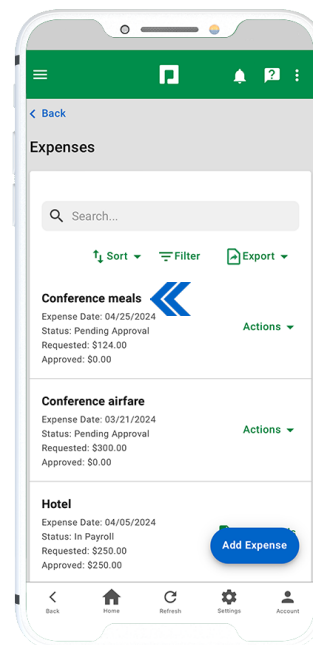 Back
Expenses
Search...
Sort
Filter
Export
Conference meals
Expense Date: 04/25/2024
Status: Pending Approval
Requested: $124.00
Approved: $0.00
Actions
Conference airfare
Expense Date: 03/21/2024
Status: Pending Approval
Requested: $300.00
Approved: $0.00
Actions
Hotel
Expense Date: 04/05/2024
Status: In Payroll
Requested: $250.00
Approved: $250.00
Add Expense
Back Home Refresh Settings Account